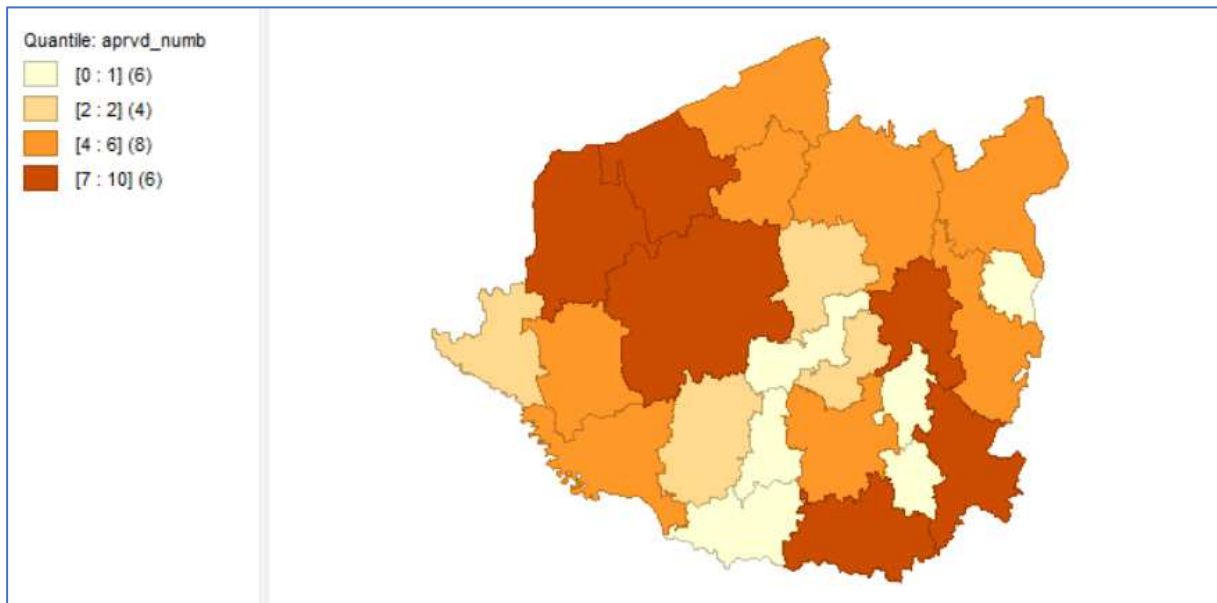 Quantile: aprvd_numb
[0 : 1] (6)
[2 : 2] (4)
[4 : 6] (8)
[7 : 10] (6)